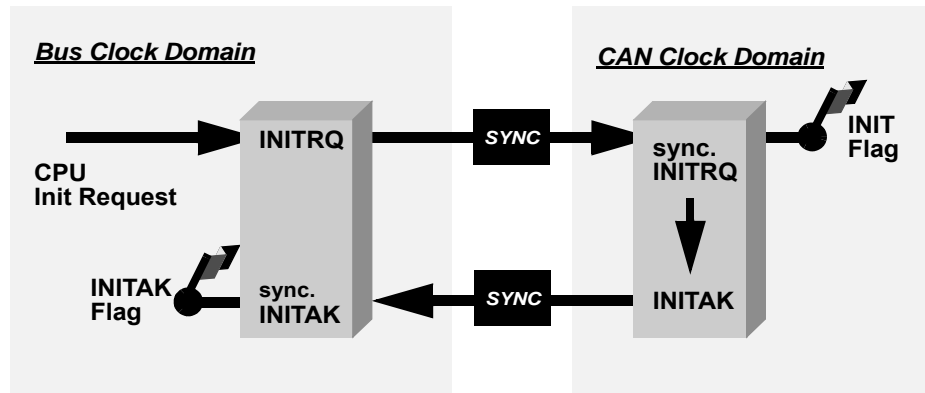 Bus Clock Domain
CAN Clock Domain
CPU
Init Request
INITRQ
SYNC
sync.
INITRQ
INIT
Flag
INITAK
Flag
sync.
INITAK
SYNC
INITAK